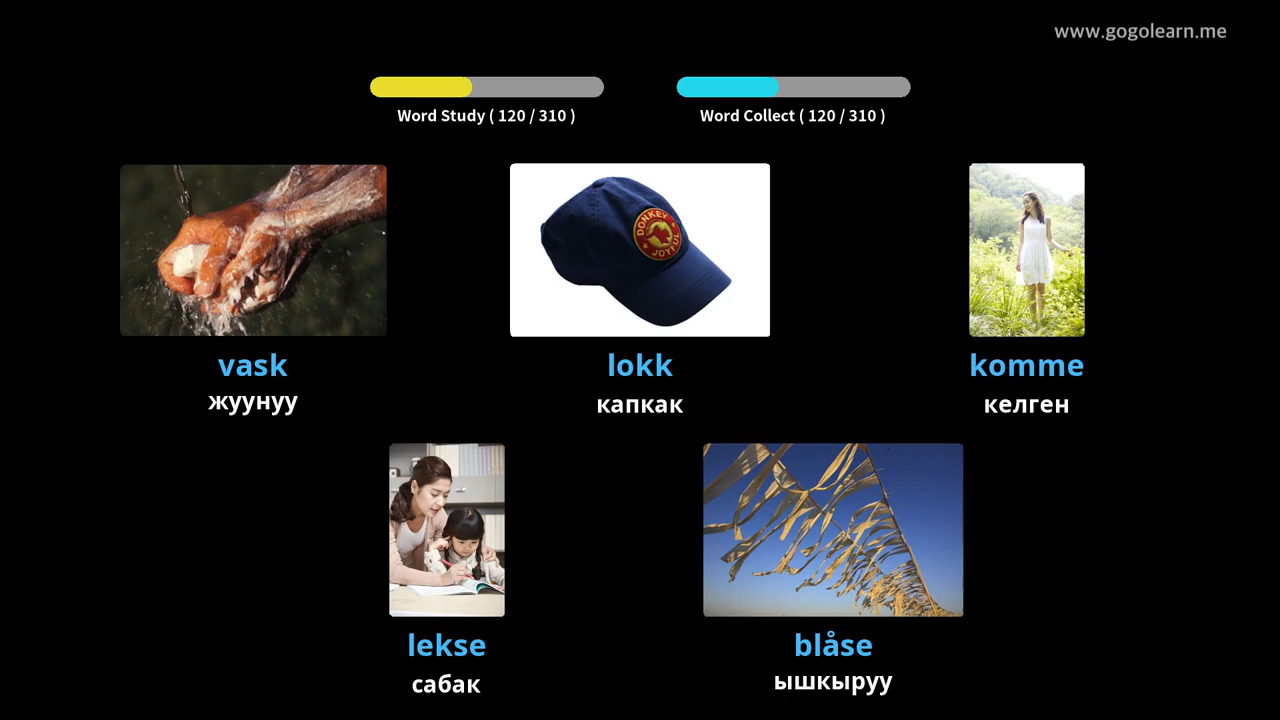 www.gogolearn.me
Word Study ( 120 / 310 )
Word Collect ( 120 / 310 )
DONKEY
JOYFUL
vask
lokk
komme
жуунуу
капкак
келген
lekse
blåse
сабак
ышкыруу